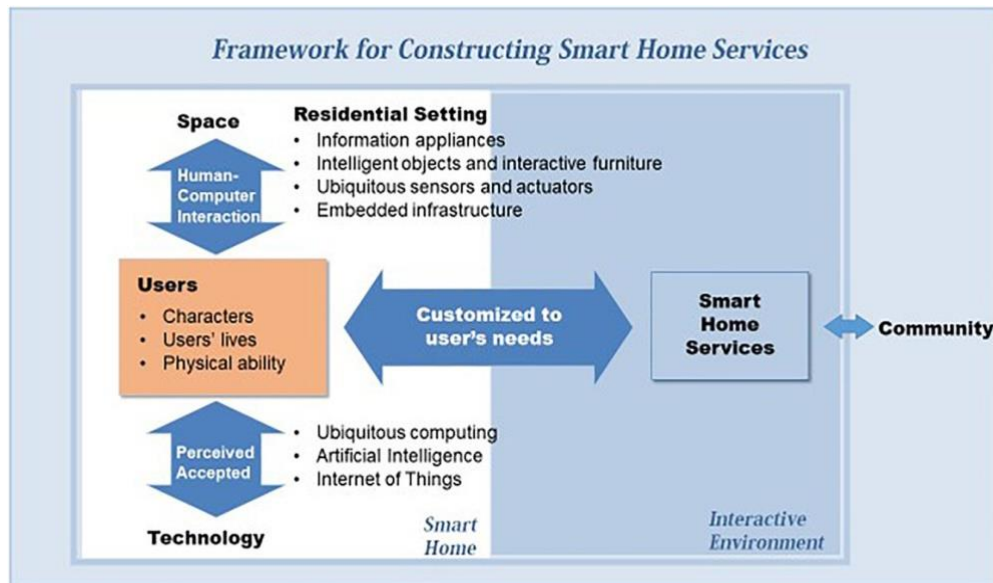 Framework for Constructing Smart Home Services
Space
Residential Setting
• Information appliances
• Intelligent objects and interactive furniture
• Ubiquitous sensors and actuators
• Embedded infrastructure
Human-
Computer
Interaction
Users
• Characters
• Users' lives
• Physical ability
Customized to
user's needs
Smart
Home
Services
Community
Perceived
Accepted
• Ubiquitous computing
• Artificial Intelligence
• Internet of Things
Technology
Smart
Home
Interactive
Environment